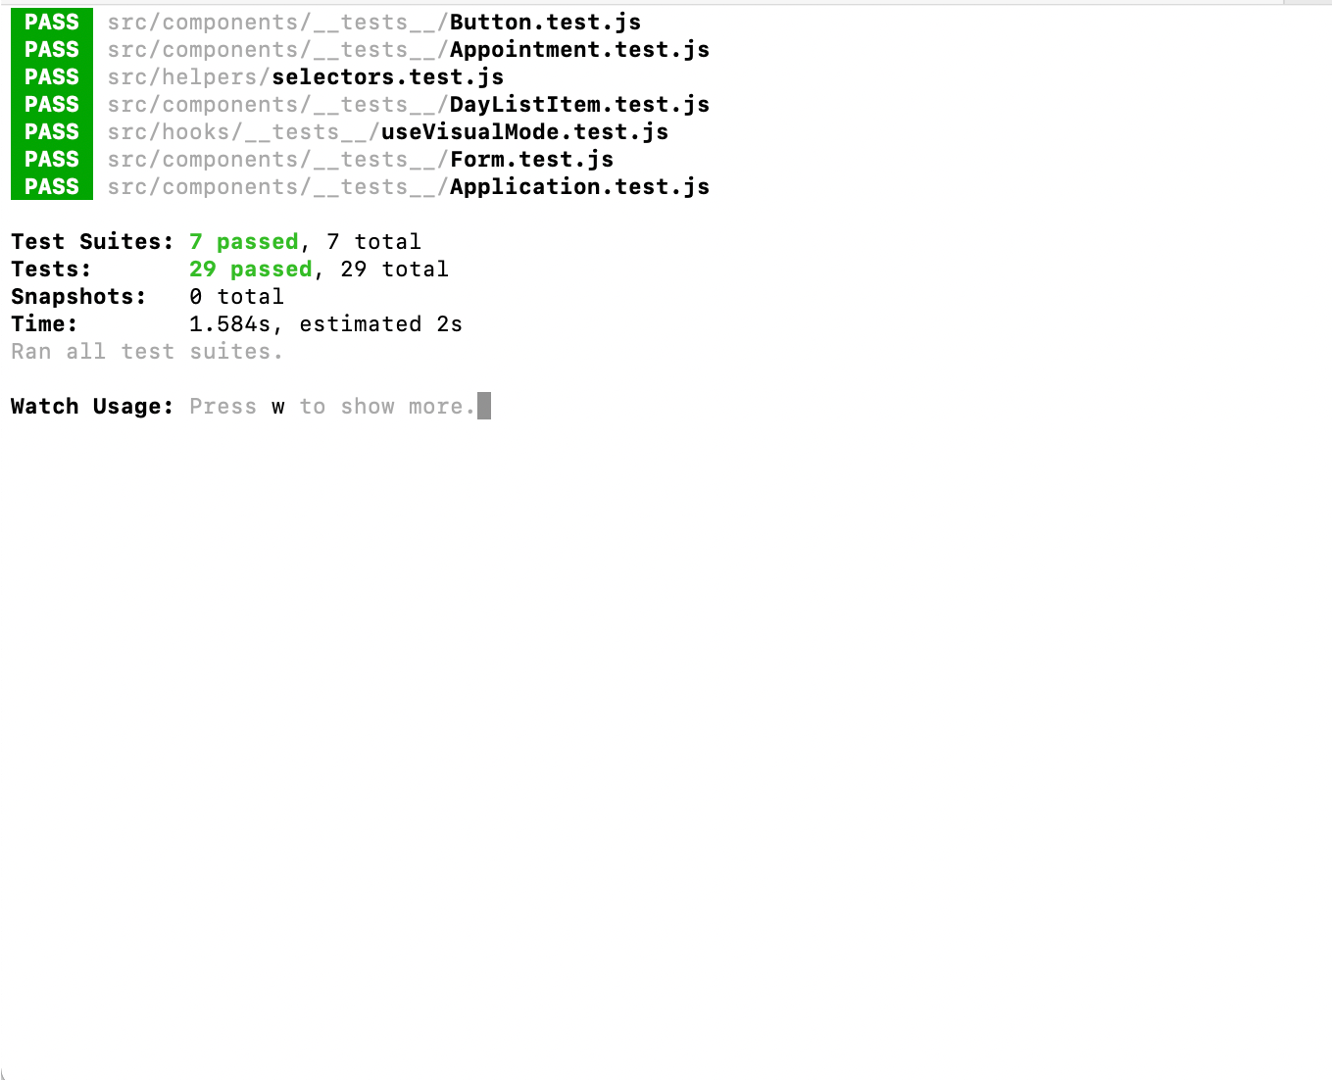 PASS src/components/__tests__/Button.test.js
PASS src/components/__tests__/Appointment.test.js
PASS src/helpers/selectors.test.js
PASS src/components/__tests__/DayListItem.test.js
PASS src/hooks/__tests__/useVisualMode.test.js
PASS src/components/__tests__/Form.test.js
PASS src/components/__tests__/Application.test.js
Test Suites: 7 passed, 7 total
Tests: 29 passed, 29 total
Snapshots: 0 total
Time: 1.584s, estimated 2s
Ran all test suites.
Watch Usage: Press w to show more.